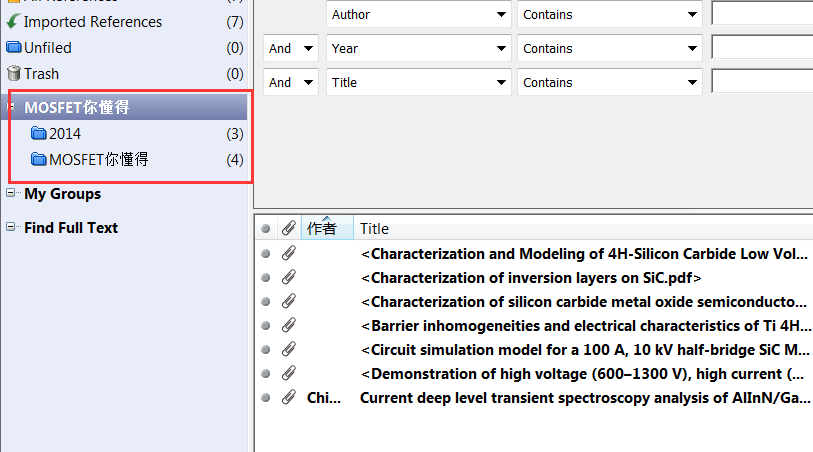 All References (7)
Imported References (7)
Unfiled (0)
Trash (0)
MOSFET你懂得
2014 (3)
MOSFET你懂得 (4)
My Groups
Find Full Text
Author Contains
And Year Contains
And Title Contains
作者 Title
<Characterization and Modeling of 4H-Silicon Carbide Low Vol...
<Characterization of inversion layers on SiC.pdf>
<Characterization of silicon carbide metal oxide semiconducto...
<Barrier inhomogeneities and electrical characteristics of Ti 4H...
<Circuit simulation model for a 100 A, 10 kV half-bridge SiC M...
<Demonstration of high voltage (600–1300 V), high current (...
Chi... Current deep level transient spectroscopy analysis of AlInN/Ga...